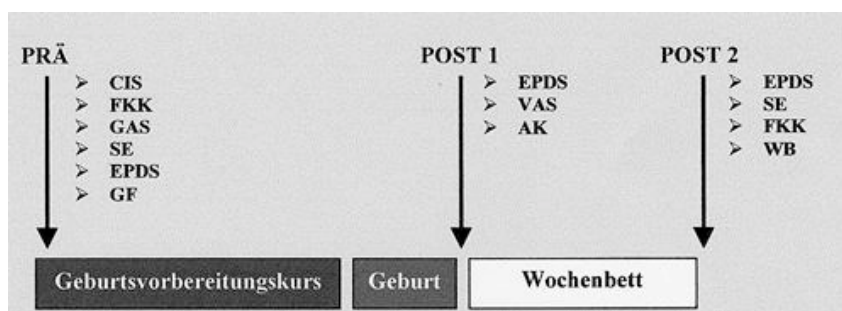 PRÄ
➢ CIS
➢ FKK
➢ GAS
➢ SE
➢ EPDS
➢ GF
POST 1
➢ EPDS
➢ VAS
➢ AK
POST 2
➢ EPDS
➢ SE
➢ FKK
➢ WB
Geburtsvorbereitungskurs
Geburt
Wochenbett